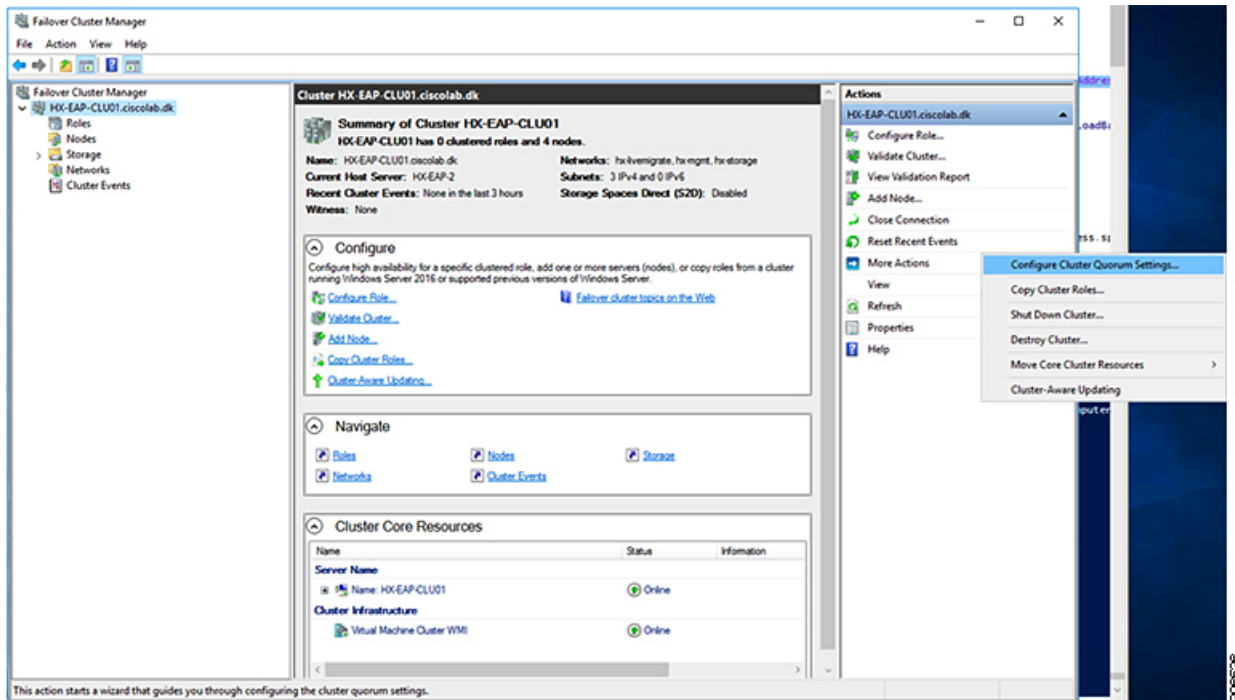 Failover Cluster Manager
File Action View Help
Failover Cluster Manager
HX-EAP-CLU01.ciscolab.dk
Roles
Nodes
Storage
Networks
Cluster Events
Cluster HX-EAP-CLU01.ciscolab.dk
Summary of Cluster HX-EAP-CLU01
HX-EAP-CLU01 has 0 clustered roles and 4 nodes.
Name: HX-EAP-CLU01.ciscolab.dk
Networks: hx-livemigrate, hx-mgmt, hx-storage
Current Host Server: HX-EAP-2
Subnets: 3 IPv4 and 0 IPv6
Recent Cluster Events: None in the last 3 hours
Storage Spaces Direct (S2D): Disabled
Witness: None
Configure
Configure high availability for a specific clustered role, add one or more servers (nodes), or copy roles from a cluster
running Windows Server 2016 or supported previous versions of Windows Server.
Configure Role...
Failover cluster topics on the Web
Validate Cluster...
Add Node...
Copy Cluster Roles...
Cluster-Aware Updating...
Navigate
Roles
Nodes
Storage
Networks
Cluster Events
Cluster Core Resources
Name Status Information
Server Name
Name: HX-EAP-CLU01 Online
Cluster Infrastructure
Virtual Machine Cluster WMI Online
Actions
HX-EAP-CLU01.ciscolab.dk
Configure Role...
Validate Cluster...
View Validation Report
Add Node...
Close Connection
Reset Recent Events
More Actions
View
Refresh
Properties
Help
Configure Cluster Quorum Settings...
Copy Cluster Roles...
Shut Down Cluster...
Destroy Cluster...
Move Core Cluster Resources
Cluster-Aware Updating
This action starts a wizard that guides you through configuring the cluster quorum settings.